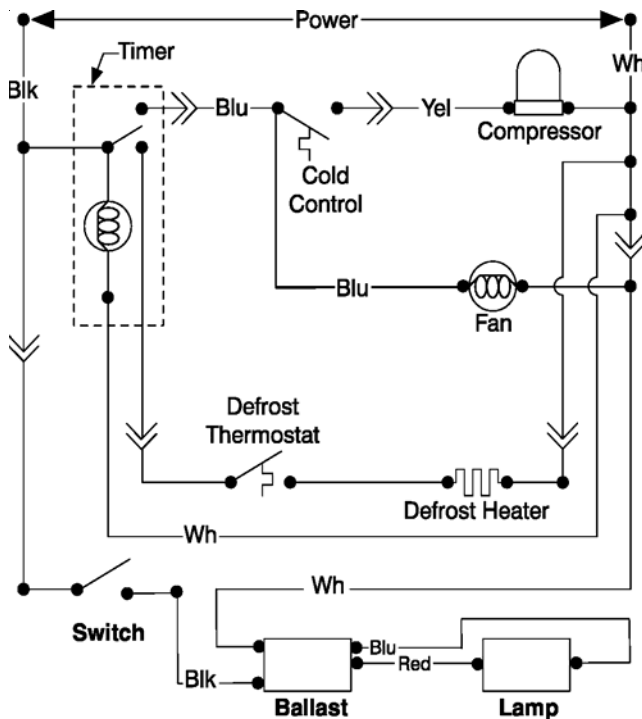 Power
Timer
Blk
Wh
Blu
Yel
Compressor
Cold
Control
Blu
Fan
Defrost
Thermostat
Defrost Heater
Wh
Wh
Switch
Blu
Red
Blk
Ballast
Lamp